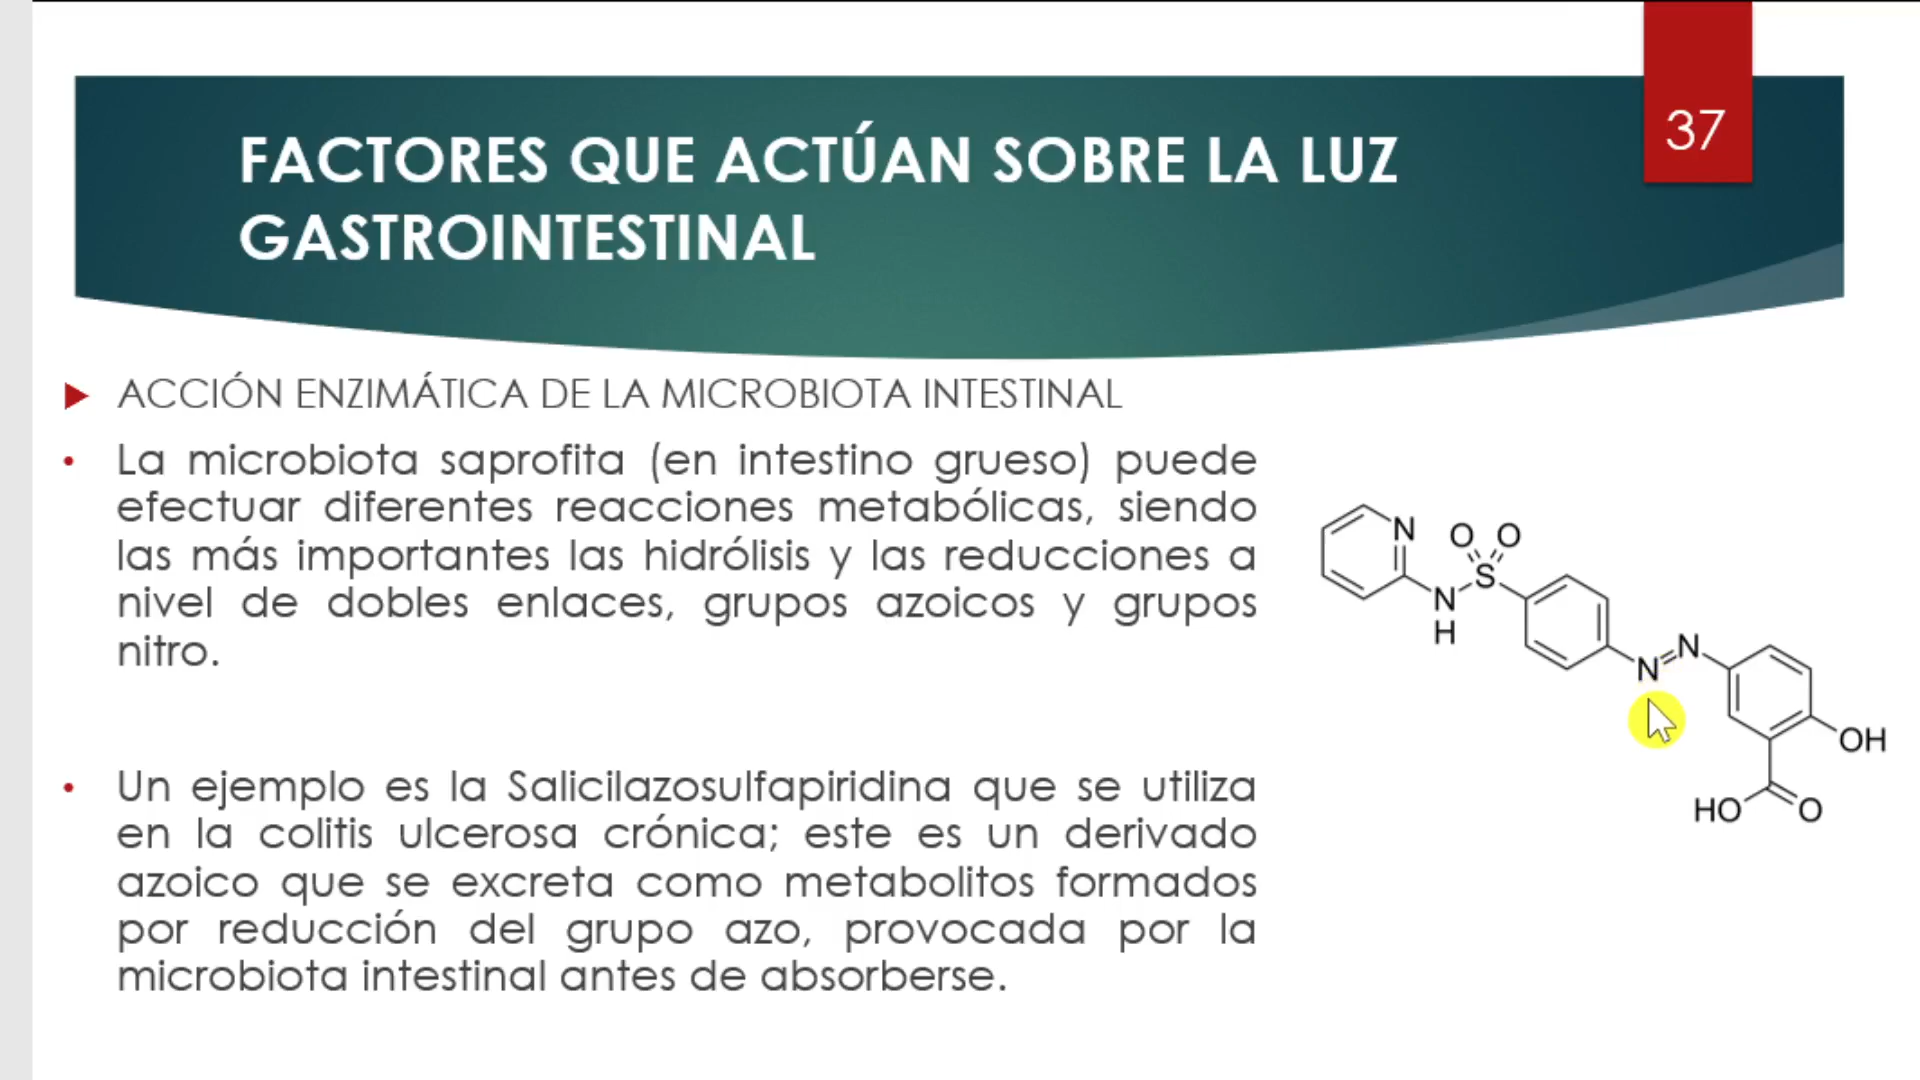 37
FACTORES QUE ACTÚAN SOBRE LA LUZ
GASTROINTESTINAL
ACCIÓN ENZIMÁTICA DE LA MICROBIOTA INTESTINAL
• La microbiota saprofita (en intestino grueso) puede
efectuar diferentes reacciones metabólicas, siendo
las más importantes las hidrólisis y las reducciones a
nivel de dobles enlaces, grupos azoicos y grupos
nitro.
• Un ejemplo es la Salicilazosulfapiridina que se utiliza
en la colitis ulcerosa crónica; este es un derivado
azoico que se excreta como metabolitos formados
por reducción del grupo azo, provocada por la
microbiota intestinal antes de absorberse.
N
O O
S
N
H
N
N
OH
HO
O